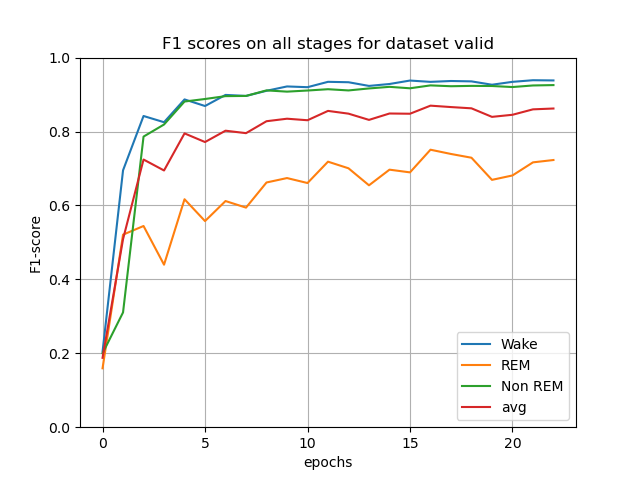 F1 scores on all stages for dataset valid
1.0
0.8
0.6
0.4
0.2
0.0
F1-score
0 5 10 15 20
epochs
Wake
REM
Non REM
avg